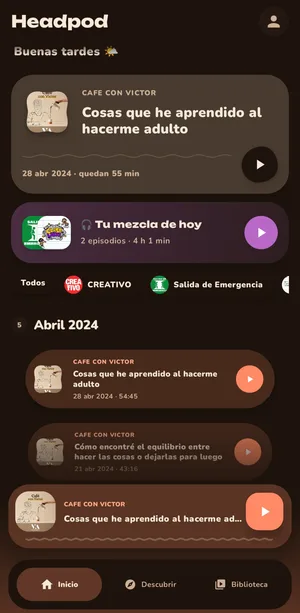 Headpod
Buenas tardes 🌤️
CAFE CON VICTOR
Cosas que he aprendido al
hacerme adulto
28 abr 2024 · quedan 55 min
🎧 Tu mezcla de hoy
2 episodios · 4 h 1 min
Todos
CREATIVO
CREATIVO
Salida de Emergencia
5
Abril 2024
CAFE CON VICTOR
Cosas que he aprendido al hacerme
adulto
28 abr 2024 · 54:45
CAFE CON VICTOR
Cómo encontré el equilibrio entre
hacer las cosas o dejarlas para luego
21 abr 2024 · 43:16
CAFE CON VICTOR
Cosas que he aprendido al hacerme ad...
Inicio
Descubrir
Biblioteca